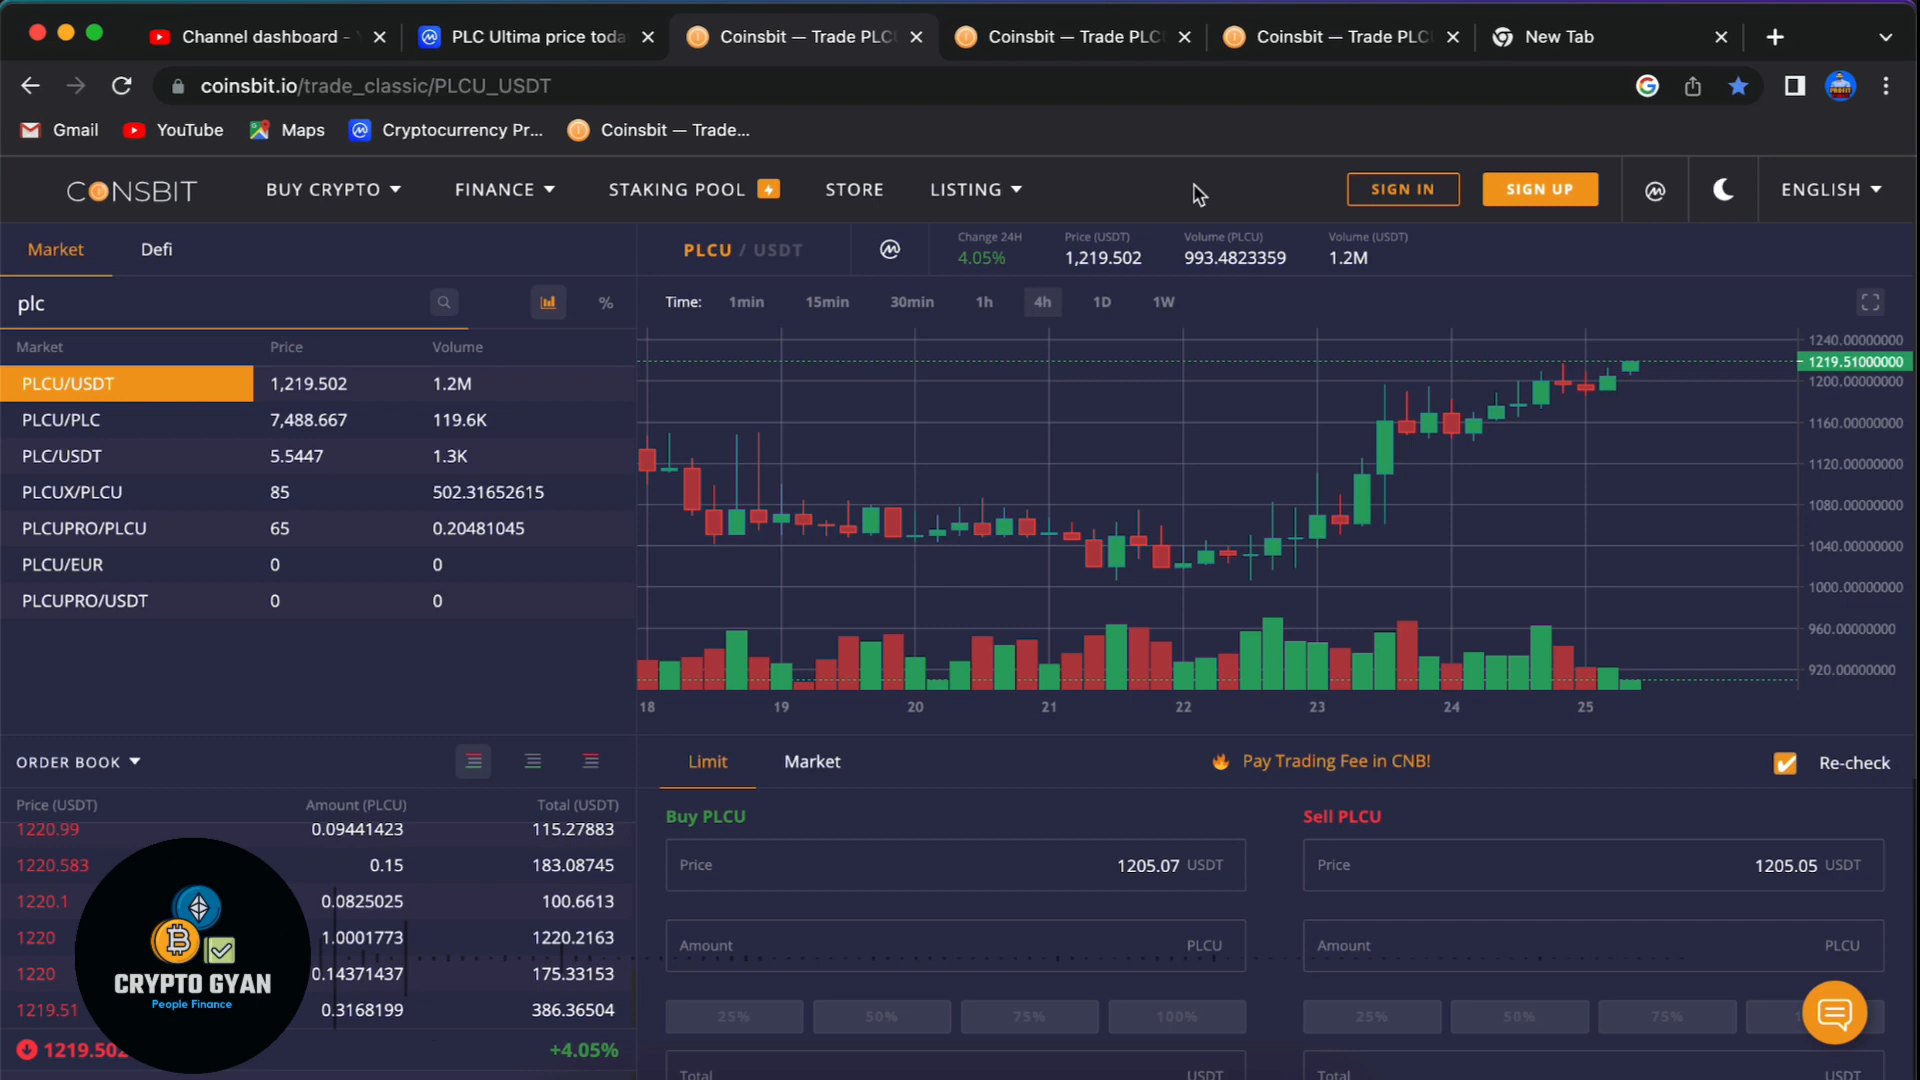 Channel dashboard -
PLC Ultima price toda
Coinsbit — Trade PLC
Coinsbit — Trade PLC
Coinsbit — Trade PLC
New Tab
coinsbit.io/trade_classic/PLCU_USDT
Gmail
YouTube
Maps
Cryptocurrency Pr...
Coinsbit — Trade...
COINSBIT
BUY CRYPTO
FINANCE
STAKING POOL
STORE
LISTING
SIGN IN
SIGN UP
ENGLISH
Market
Defi
PLCU / USDT
Change 24H
4.05%
Price (USDT)
1,219.502
Volume (PLCU)
993.4823359
Volume (USDT)
1.2M
plc
%
Time:
1min
15min
30min
1h
4h
1D
1W
Market Price Volume
PLCU/USDT 1,219.502 1.2M
PLCU/PLC 7,488.667 119.6K
PLC/USDT 5.5447 1.3K
PLCUX/PLCU 85 502.31652615
PLCUPRO/PLCU 65 0.20481045
PLCU/EUR 0 0
PLCUPRO/USDT 0 0
1240.00000000
1219.51000000
1200.00000000
1160.00000000
1120.00000000
1080.00000000
1040.00000000
1000.00000000
960.00000000
920.00000000
18 19 20 21 22 23 24 25
ORDER BOOK
Price (USDT) Amount (PLCU) Total (USDT)
1220.99 0.09441423 115.27883
1220.583 0.15 183.08745
1220.1 0.0825025 100.6613
1220 1.0001773 1220.2163
1220 0.14371437 175.33153
1219.51 0.3168199 386.36504
1219.502 +4.05%
CRYPTO GYAN
People Finance
Limit
Market
Pay Trading Fee in CNB!
Re-check
Buy PLCU
Price 1205.07 USDT
Amount PLCU
25% 50% 75% 100%
Total USDT
Sell PLCU
Price 1205.05 USDT
Amount PLCU
25% 50% 75%
Total USDT